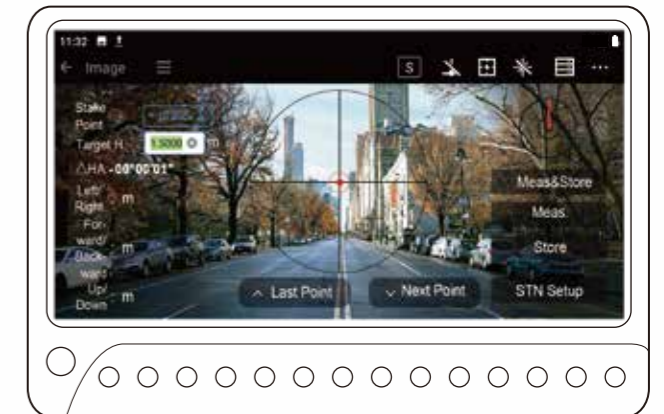 11:32
Image
S
Stake
Point
Target H. 1.5000 m
△HA -00°00'01"
Left/
Right m
For-
ward/
Back-
ward m
Up/
Down m
Meas&Store
Meas.
Store
Last Point
Next Point
STN Setup